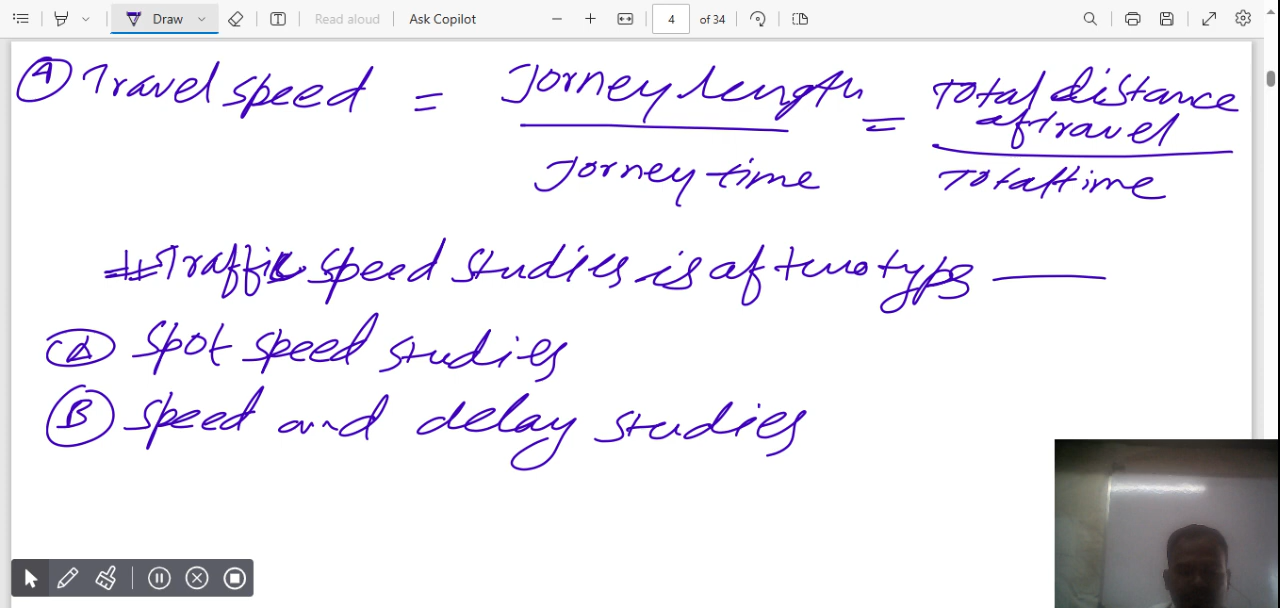 Draw Read aloud Ask Copilot 4 of 34
④ Travel speed = Jorney length / Jorney time = Total distance of travel / Total time
# Traffic speed studies is of two typs —
Ⓐ Spot speed studies
Ⓑ Speed and delay studies